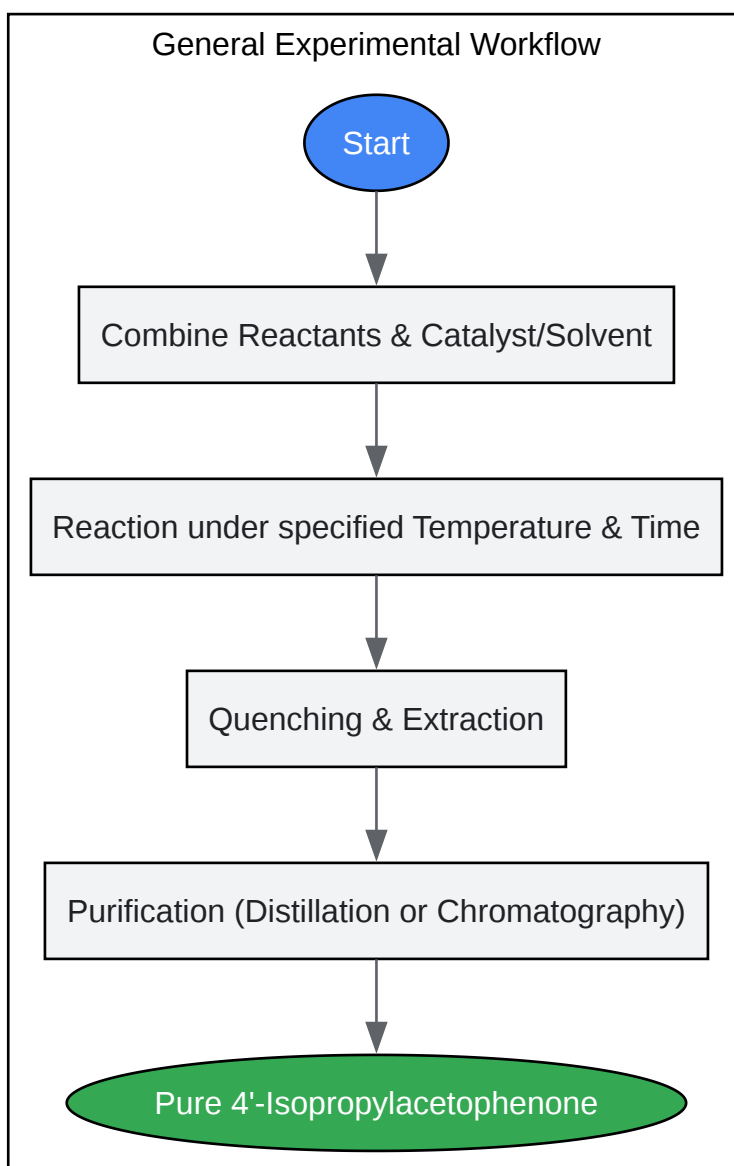 General Experimental Workflow
Start
Combine Reactants & Catalyst/Solvent
Reaction under specified Temperature & Time
Quenching & Extraction
Purification (Distillation or Chromatography)
Pure 4'-Isopropylacetophenone